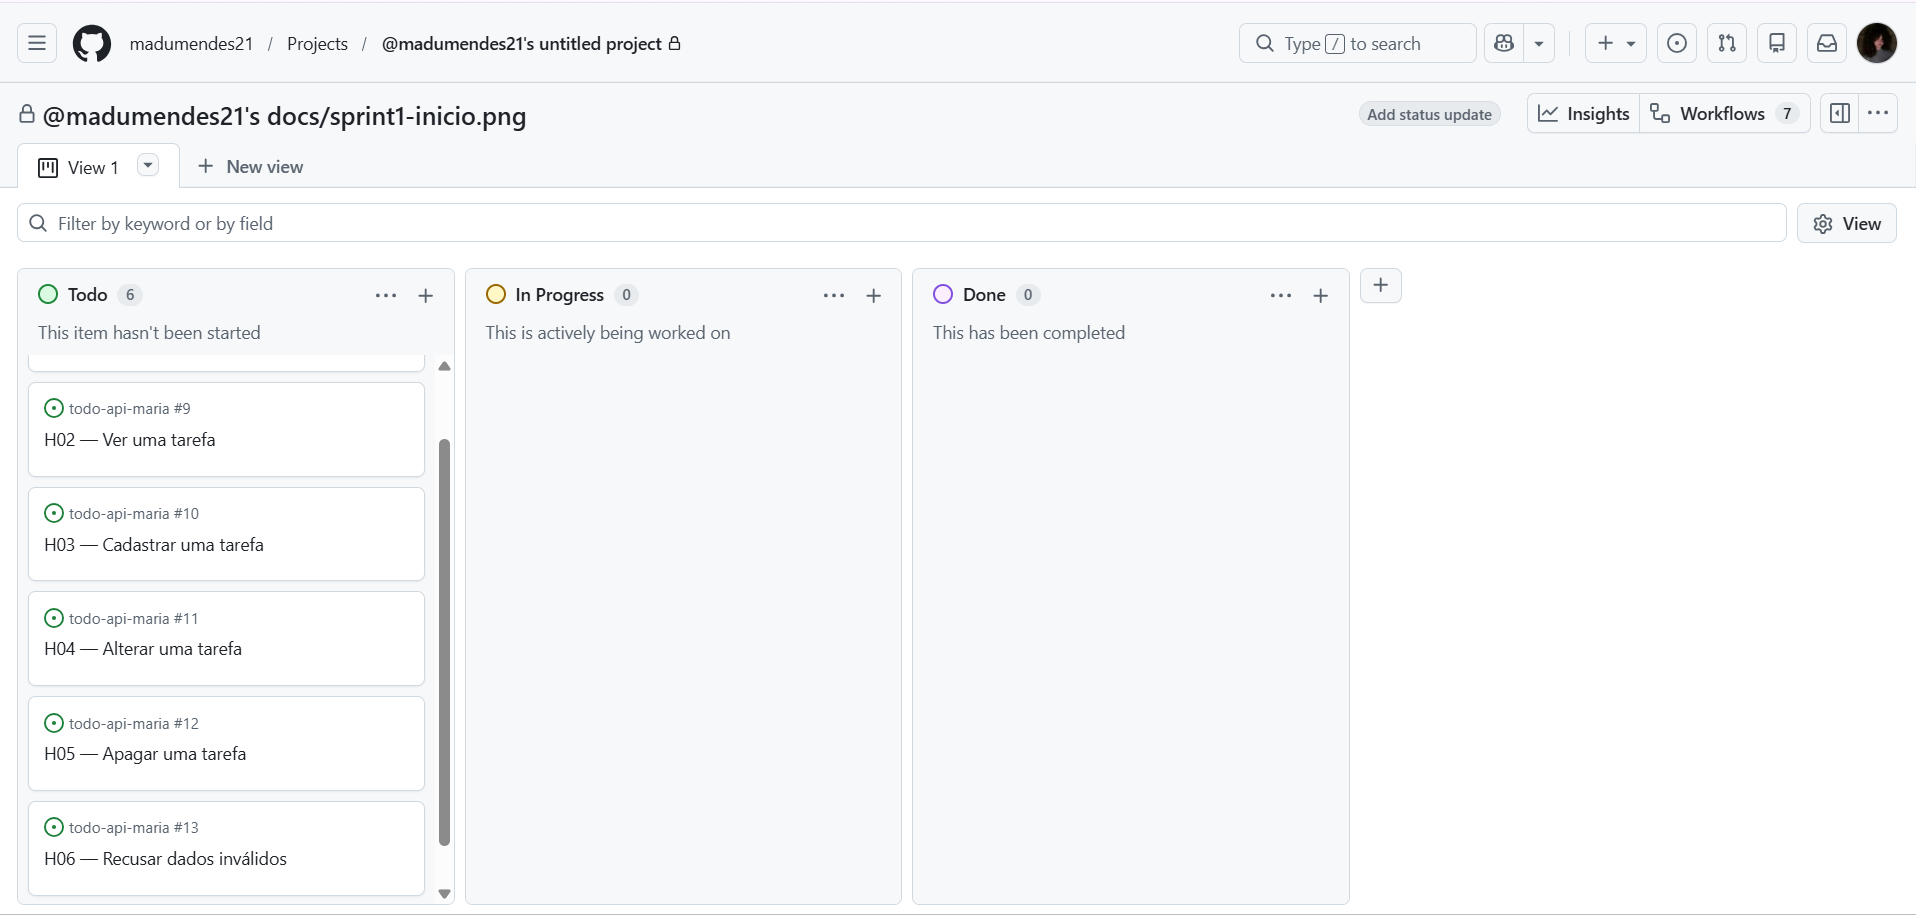 madumendes21 / Projects / @madumendes21's untitled project
Type / to search
@madumendes21's docs/sprint1-inicio.png
Add status update
Insights
Workflows 7
View 1
New view
Filter by keyword or by field
View
Todo 6
This item hasn't been started
todo-api-maria #9
H02 — Ver uma tarefa
todo-api-maria #10
H03 — Cadastrar uma tarefa
todo-api-maria #11
H04 — Alterar uma tarefa
todo-api-maria #12
H05 — Apagar uma tarefa
todo-api-maria #13
H06 — Recusar dados inválidos
In Progress 0
This is actively being worked on
Done 0
This has been completed